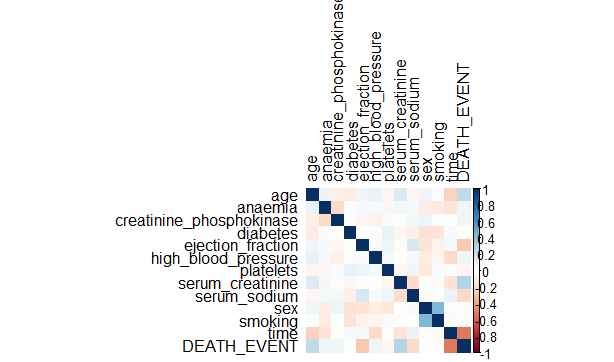 age
anaemia
creatinine_phosphokinase
diabetes
ejection_fraction
high_blood_pressure
platelets
serum_creatinine
serum_sodium
sex
smoking
time
DEATH_EVENT
age
anaemia
creatinine_phosphokinase
diabetes
ejection_fraction
high_blood_pressure
platelets
serum_creatinine
serum_sodium
sex
smoking
time
DEATH_EVENT
1
0.8
0.6
0.4
0.2
0
-0.2
-0.4
-0.6
-0.8
-1